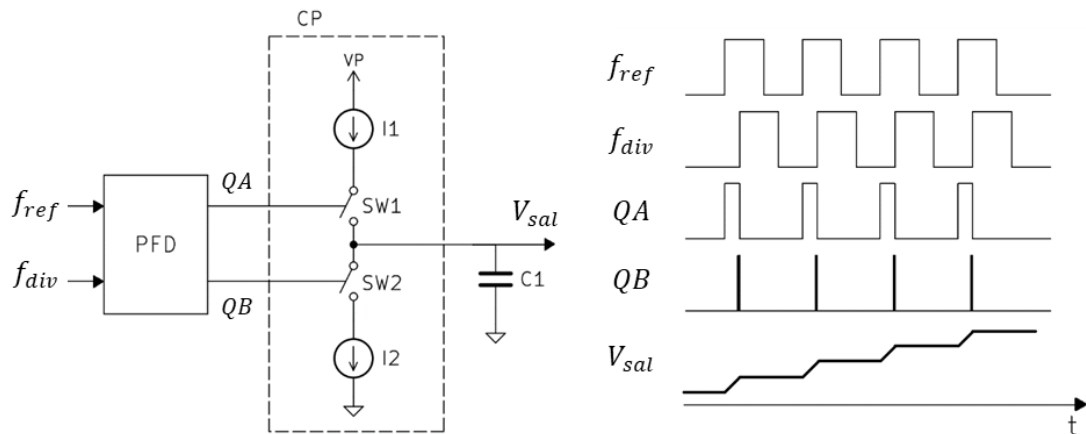 CP
VP
I1
QA
SW1
f_ref
PFD
V_sal
f_div
SW2
C1
QB
I2
f_ref
f_div
QA
QB
V_sal
t